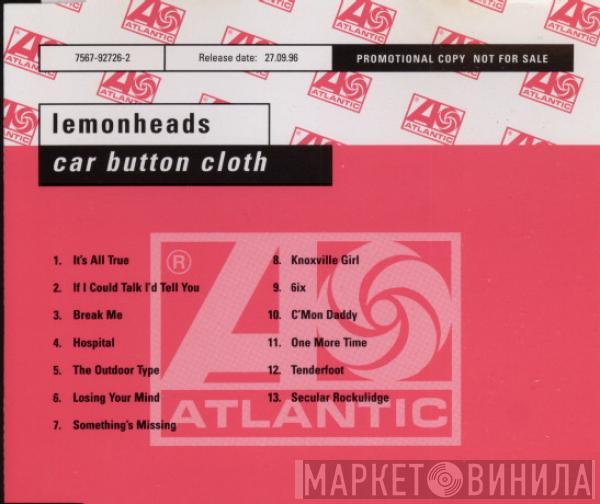 7567-92726-2
Release date: 27.09.96
PROMOTIONAL COPY NOT FOR SALE
lemonheads
car button cloth
1. It's All True
2. If I Could Talk I'd Tell You
3. Break Me
4. Hospital
5. The Outdoor Type
6. Losing Your Mind
7. Something's Missing
8. Knoxville Girl
9. 6ix
10. C'Mon Daddy
11. One More Time
12. Tenderfoot
13. Secular Rockulidge
®
ATLANTIC
МАРКЕТ ВИНИЛА